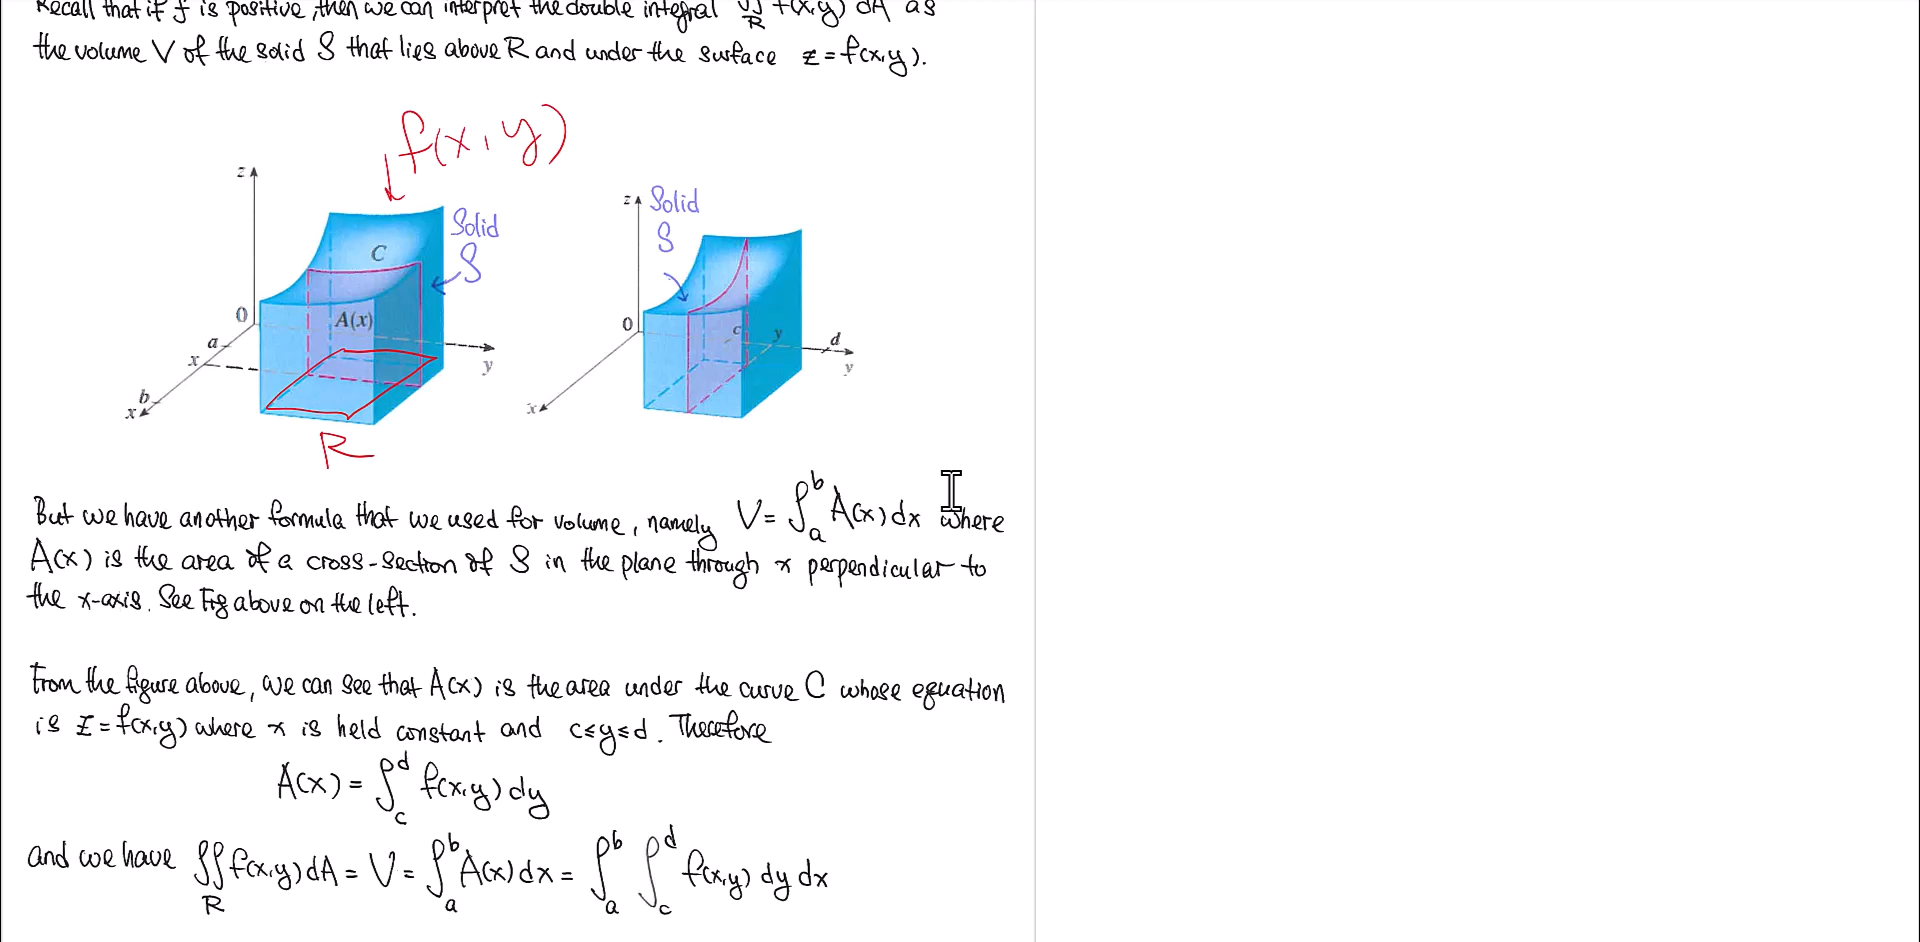 Recall that if f is positive, then we can interpret the double integral ∬_R f(x,y) dA as
the volume V of the solid S that lies above R and under the surface z = f(x,y).
f(x,y)
z
Solid
S
C
0
A(x)
a
x
y
b
x
R
z
Solid
S
0
c
y
d
y
x
But we have another formula that we used for volume, namely V = ∫_a^b A(x) dx where
A(x) is the area of a cross-section of S in the plane through x perpendicular to
the x-axis. See Fig above on the left.
From the figure above, we can see that A(x) is the area under the curve C whose equation
is z = f(x,y) where x is held constant and c≤y≤d. Therefore
A(x) = ∫_c^d f(x,y) dy
and we have ∬_R f(x,y) dA = V = ∫_a^b A(x) dx = ∫_a^b ∫_c^d f(x,y) dy dx